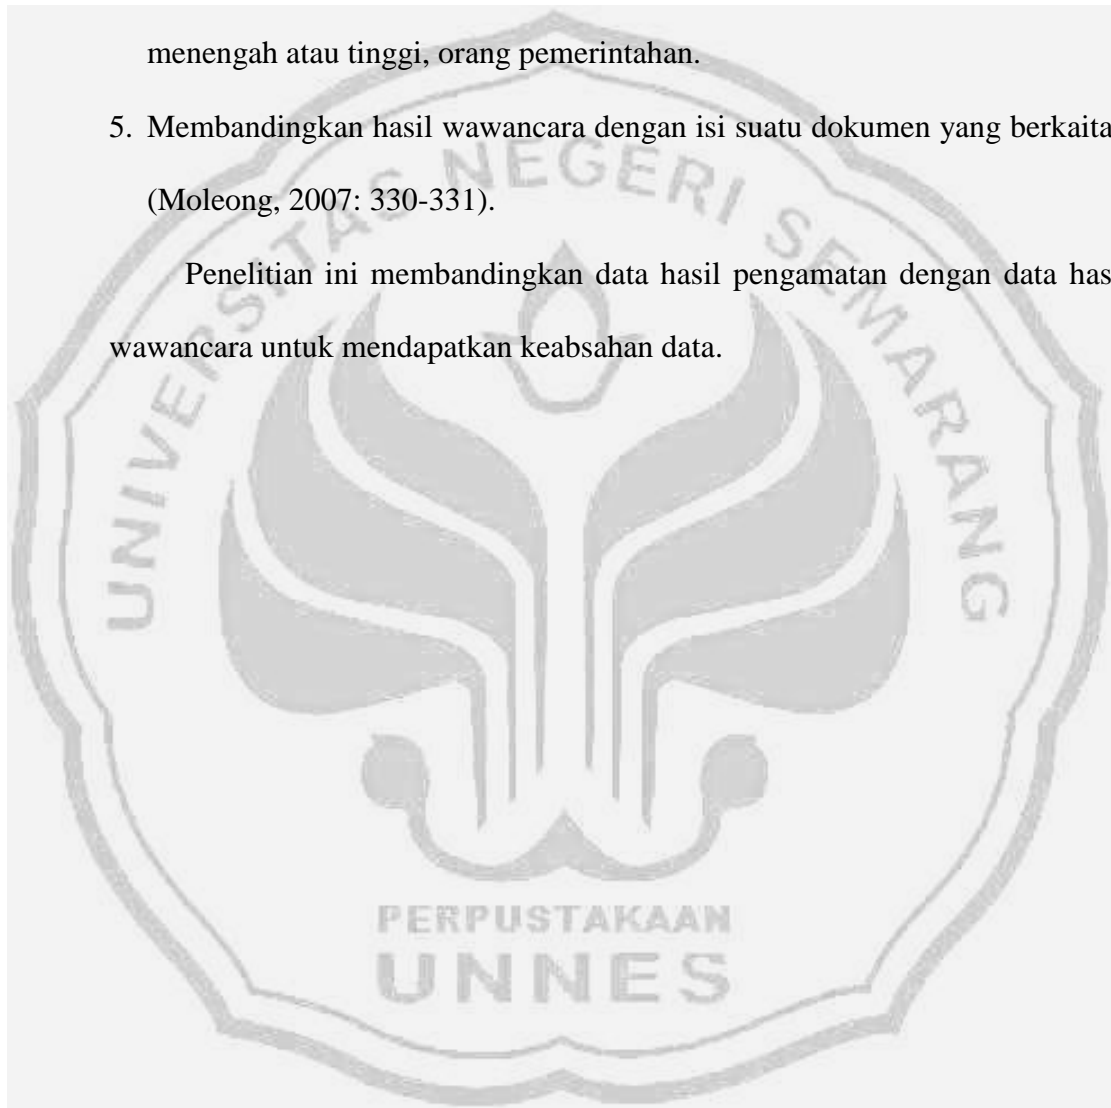 menengah atau tinggi, orang pemerintahan.
5. Membandingkan hasil wawancara dengan isi suatu dokumen yang berkaita
(Moleong, 2007: 330-331).
Penelitian ini membandingkan data hasil pengamatan dengan data has
wawancara untuk mendapatkan keabsahan data.
UNIVERSITAS NEGERI SEMARANG
PERPUSTAKAAN
UNNES